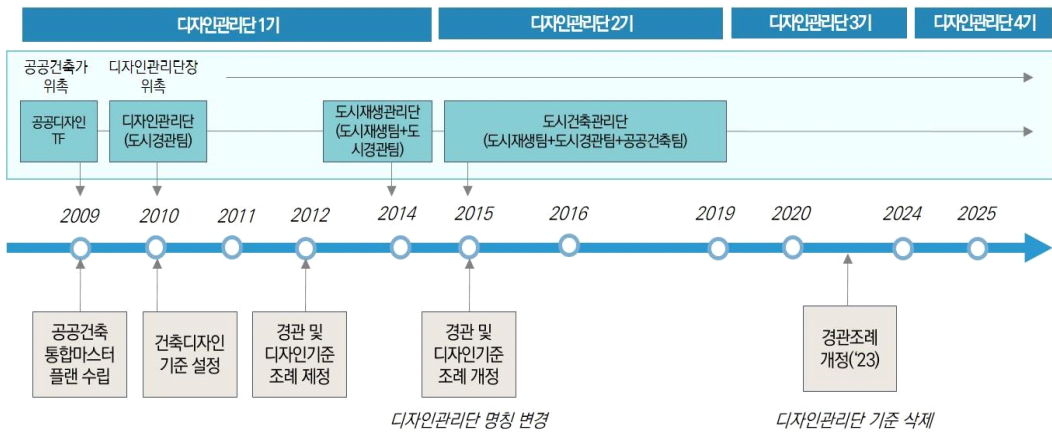 디자인관리단 1기
디자인관리단 2기
디자인관리단 3기
디자인관리단 4기
공공건축가
위촉
디자인관리단장
위촉
공공디자인
TF
디자인관리단
(도시경관팀)
도시재생관리단
(도시재생팀+도
시경관팀)
도시건축관리단
(도시재생팀+도시경관팀+공공건축팀)
2009
2010
2011
2012
2014
2015
2016
2019
2020
2024
2025
공공건축
통합마스터
플랜 수립
건축디자인
기준 설정
경관 및
디자인기준
조례 제정
경관 및
디자인기준
조례 개정
경관조례
개정('23)
디자인관리단 명칭 변경
디자인관리단 기준 삭제